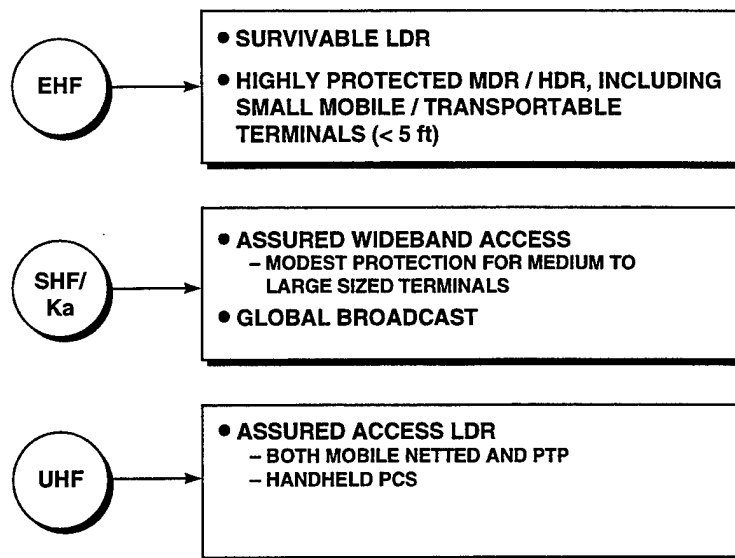 EHF
● SURVIVABLE LDR
● HIGHLY PROTECTED MDR / HDR, INCLUDING
SMALL MOBILE / TRANSPORTABLE
TERMINALS (< 5 ft)
SHF/
Ka
● ASSURED WIDEBAND ACCESS
– MODEST PROTECTION FOR MEDIUM TO
LARGE SIZED TERMINALS
● GLOBAL BROADCAST
UHF
● ASSURED ACCESS LDR
– BOTH MOBILE NETTED AND PTP
– HANDHELD PCS